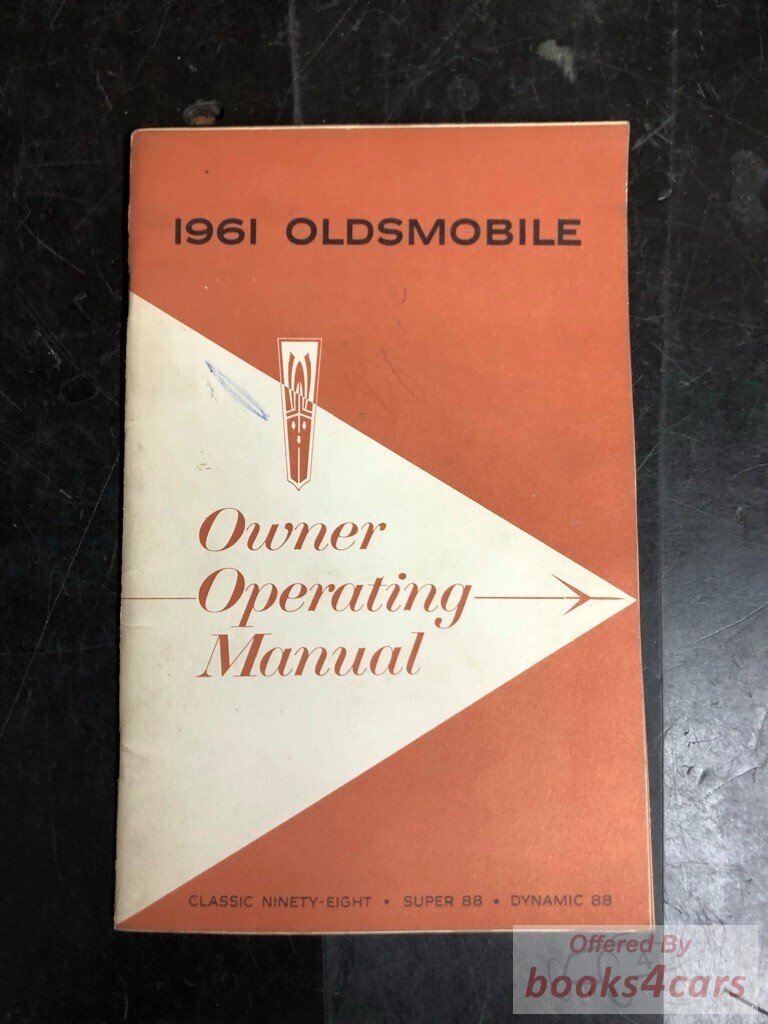 1961 OLDSMOBILE
Owner
Operating
Manual
CLASSIC NINETY-EIGHT • SUPER 88 • DYNAMIC 88
Offered By
books4cars